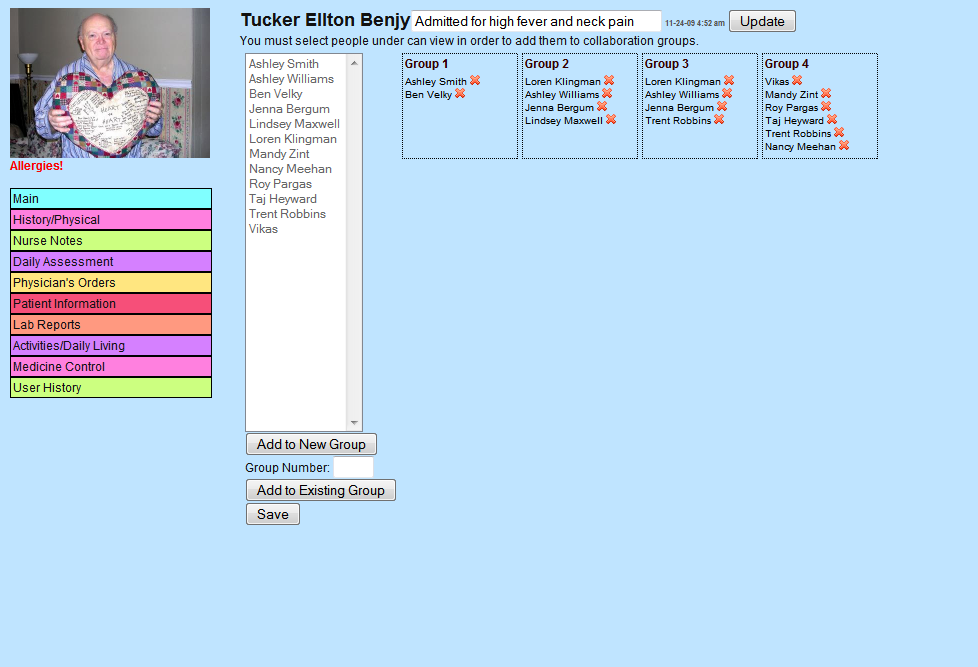 Tucker Ellton Benjy Admitted for high fever and neck pain 11-24-09 4:52 am Update
You must select people under can view in order to add them to collaboration groups.
Allergies!
Main
History/Physical
Nurse Notes
Daily Assessment
Physician's Orders
Patient Information
Lab Reports
Activities/Daily Living
Medicine Control
User History
Ashley Smith
Ashley Williams
Ben Velky
Jenna Bergum
Lindsey Maxwell
Loren Klingman
Mandy Zint
Nancy Meehan
Roy Pargas
Taj Heyward
Trent Robbins
Vikas
Add to New Group
Group Number:
Add to Existing Group
Save
Group 1
Ashley Smith
Ben Velky
Group 2
Loren Klingman
Ashley Williams
Jenna Bergum
Lindsey Maxwell
Group 3
Loren Klingman
Ashley Williams
Jenna Bergum
Trent Robbins
Group 4
Vikas
Mandy Zint
Roy Pargas
Taj Heyward
Trent Robbins
Nancy Meehan